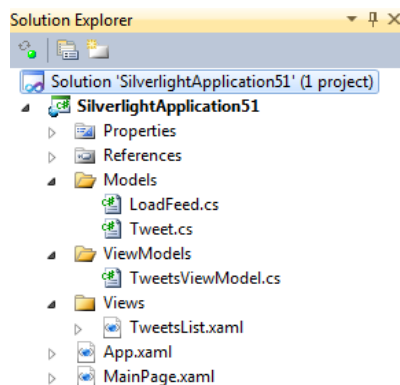 Solution Explorer
Solution 'SilverlightApplication51' (1 project)
SilverlightApplication51
Properties
References
Models
LoadFeed.cs
Tweet.cs
ViewModels
TweetsViewModel.cs
Views
TweetsList.xaml
App.xaml
MainPage.xaml